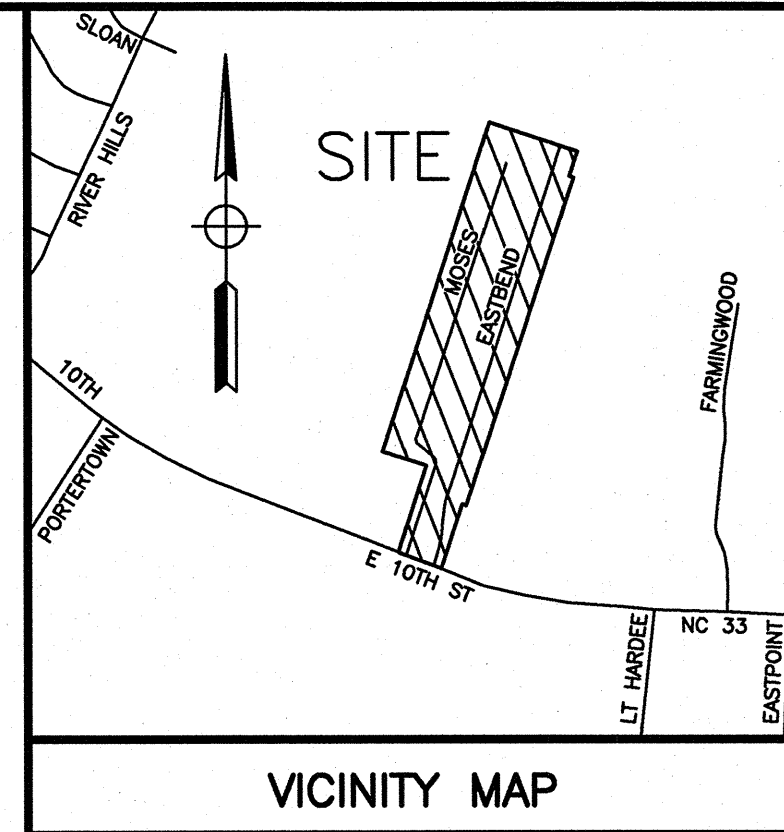 SLOAN
RIVER HILLS
SITE
MOSES
EASTBEND
FARMINGWOOD
10TH
PORTERTOWN
E 10TH ST
LT HARDEE
NC 33
EASTPOINT
VICINITY MAP